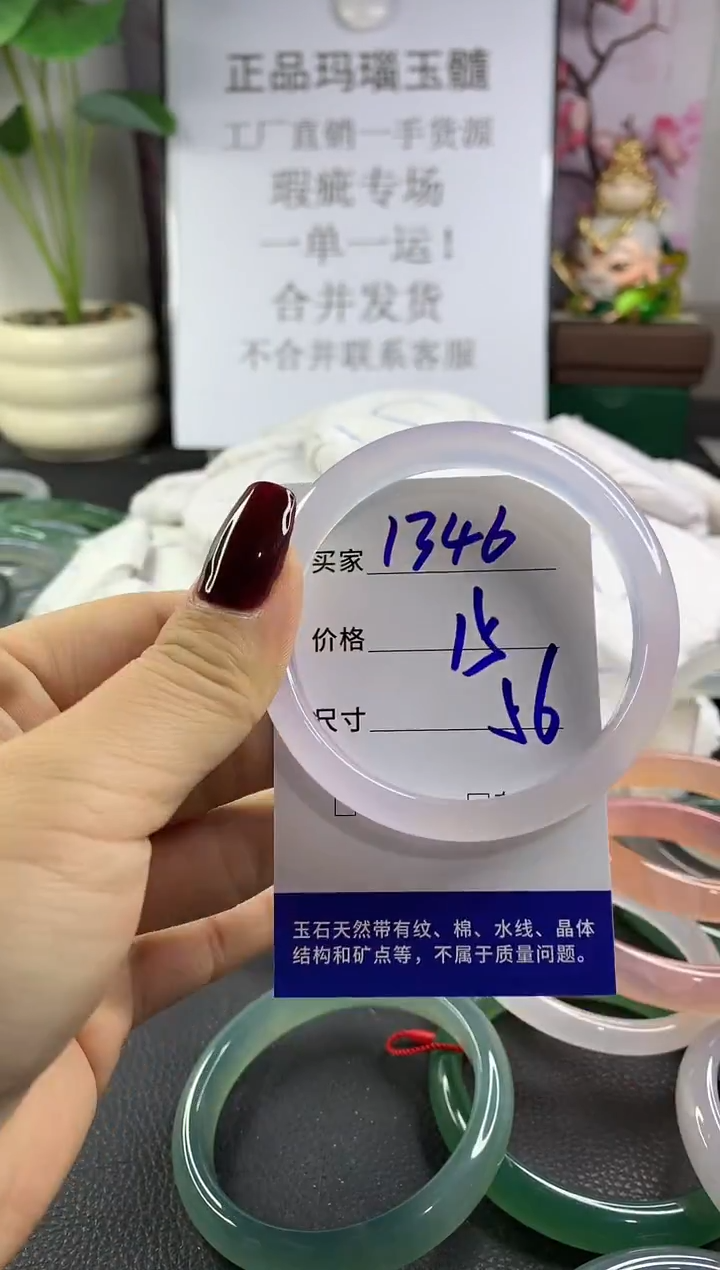 正品玛瑙玉髓
工厂直销一手货源
瑕疵专场
一单一运！
合并发货
不合并联系客服
买家 1346
价格 15
尺寸 56
玉石天然带有纹、棉、水线、晶体
结构和矿点等，不属于质量问题。